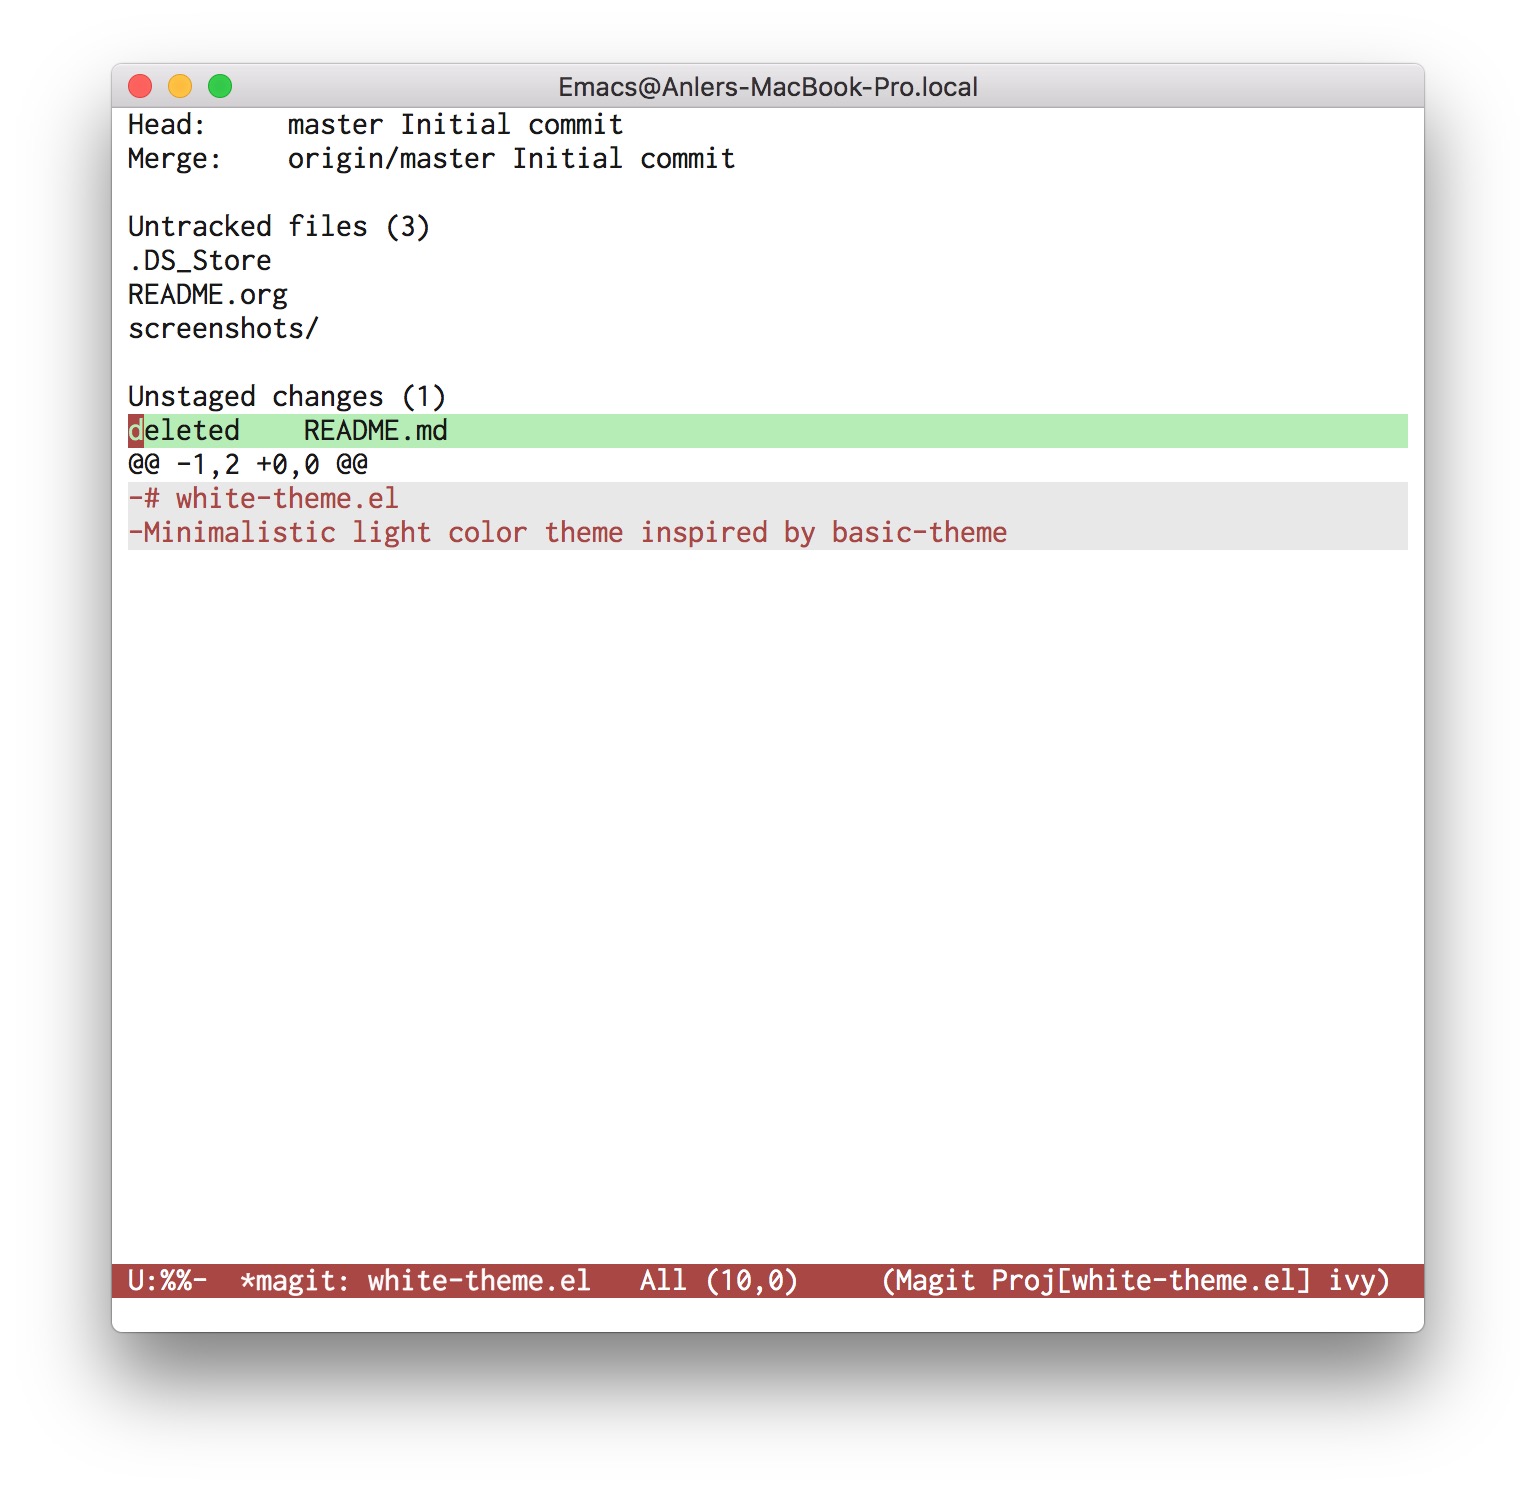 Emacs@Anlers-MacBook-Pro.local
Head:     master Initial commit
Merge:    origin/master Initial commit
Untracked files (3)
.DS_Store
README.org
screenshots/
Unstaged changes (1)
deleted    README.md
@@ -1,2 +0,0 @@
-# white-theme.el
-Minimalistic light color theme inspired by basic-theme
U:%%-  *magit: white-theme.el   All (10,0)     (Magit Proj[white-theme.el] ivy)